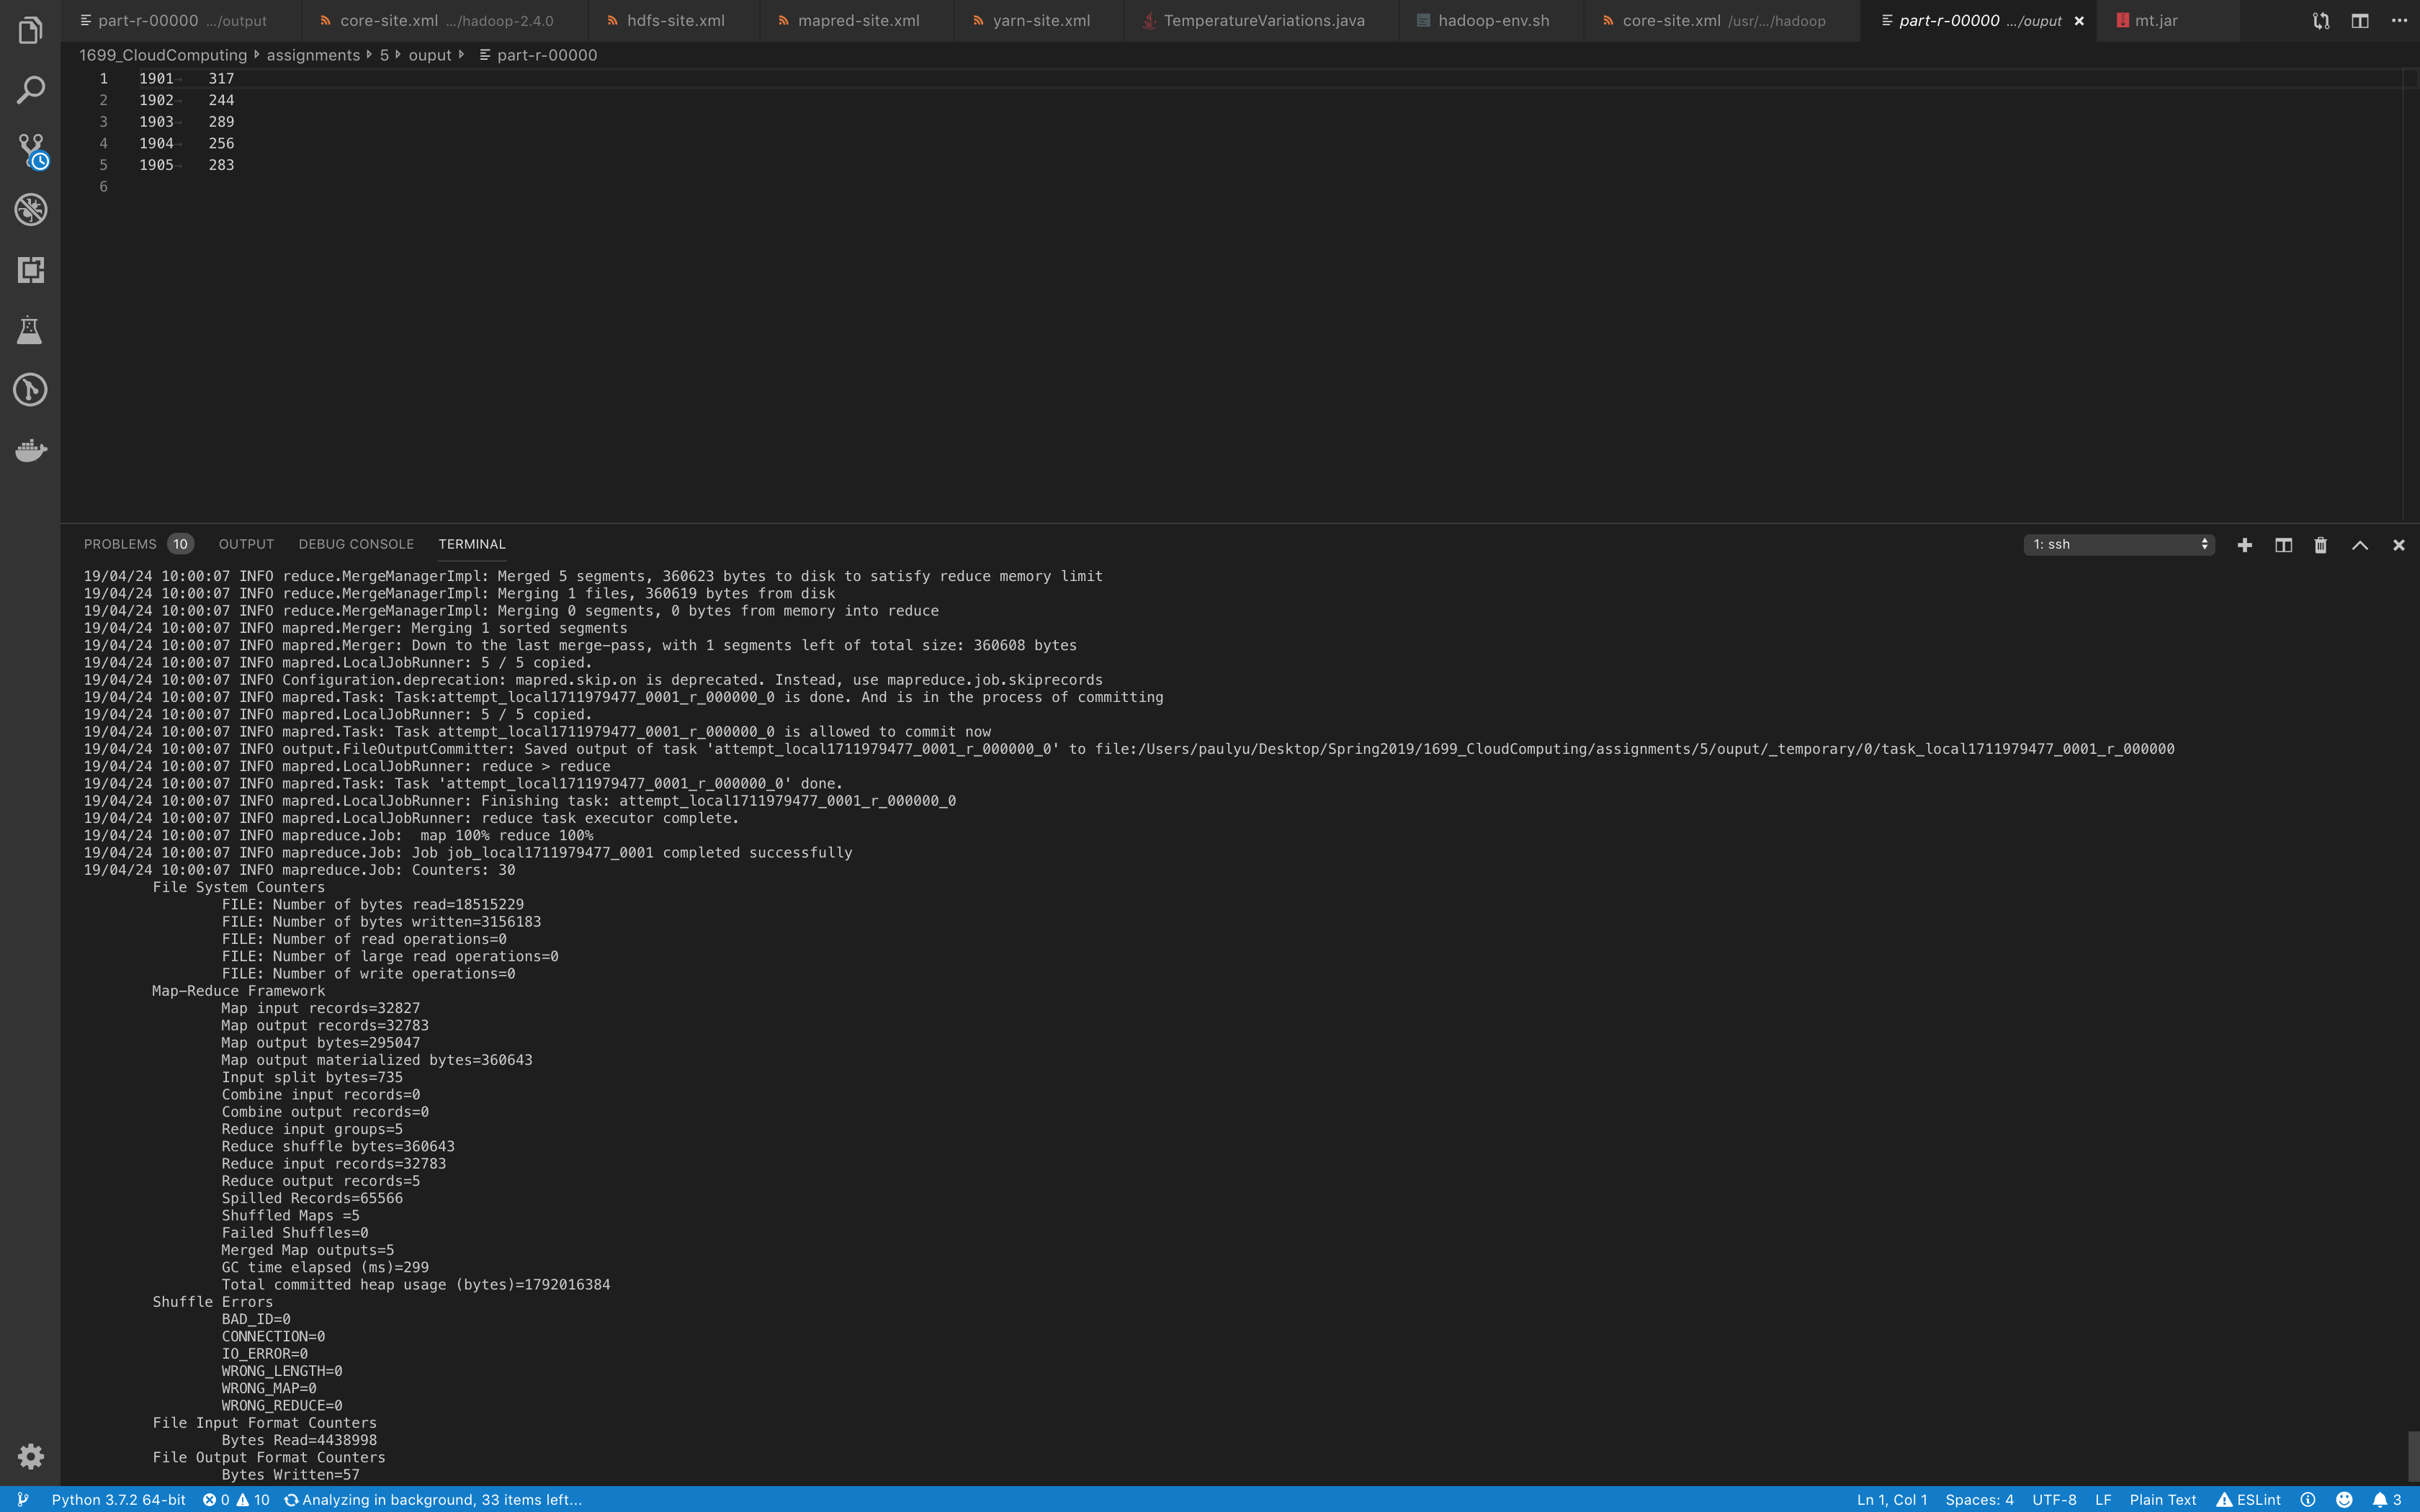 part-r-00000 .../output core-site.xml .../hadoop-2.4.0 hdfs-site.xml mapred-site.xml yarn-site.xml TemperatureVariations.java hadoop-env.sh core-site.xml /usr/.../hadoop part-r-00000 .../ouput mt.jar
1699_CloudComputing assignments 5 ouput part-r-00000
1 1901 317
2 1902 244
3 1903 289
4 1904 256
5 1905 283
6
PROBLEMS 10 OUTPUT DEBUG CONSOLE TERMINAL 1: ssh
19/04/24 10:00:07 INFO reduce.MergeManagerImpl: Merged 5 segments, 360623 bytes to disk to satisfy reduce memory limit
19/04/24 10:00:07 INFO reduce.MergeManagerImpl: Merging 1 files, 360619 bytes from disk
19/04/24 10:00:07 INFO reduce.MergeManagerImpl: Merging 0 segments, 0 bytes from memory into reduce
19/04/24 10:00:07 INFO mapred.Merger: Merging 1 sorted segments
19/04/24 10:00:07 INFO mapred.Merger: Down to the last merge-pass, with 1 segments left of total size: 360608 bytes
19/04/24 10:00:07 INFO mapred.LocalJobRunner: 5 / 5 copied.
19/04/24 10:00:07 INFO Configuration.deprecation: mapred.skip.on is deprecated. Instead, use mapreduce.job.skiprecords
19/04/24 10:00:07 INFO mapred.Task: Task:attempt_local1711979477_0001_r_000000_0 is done. And is in the process of committing
19/04/24 10:00:07 INFO mapred.LocalJobRunner: 5 / 5 copied.
19/04/24 10:00:07 INFO mapred.Task: Task attempt_local1711979477_0001_r_000000_0 is allowed to commit now
19/04/24 10:00:07 INFO output.FileOutputCommitter: Saved output of task 'attempt_local1711979477_0001_r_000000_0' to file:/Users/paulyu/Desktop/Spring2019/1699_CloudComputing/assignments/5/ouput/_temporary/0/task_local1711979477_0001_r_000000
19/04/24 10:00:07 INFO mapred.LocalJobRunner: reduce > reduce
19/04/24 10:00:07 INFO mapred.Task: Task 'attempt_local1711979477_0001_r_000000_0' done.
19/04/24 10:00:07 INFO mapred.LocalJobRunner: Finishing task: attempt_local1711979477_0001_r_000000_0
19/04/24 10:00:07 INFO mapred.LocalJobRunner: reduce task executor complete.
19/04/24 10:00:07 INFO mapreduce.Job:  map 100% reduce 100%
19/04/24 10:00:07 INFO mapreduce.Job: Job job_local1711979477_0001 completed successfully
19/04/24 10:00:07 INFO mapreduce.Job: Counters: 30
File System Counters
FILE: Number of bytes read=18515229
FILE: Number of bytes written=3156183
FILE: Number of read operations=0
FILE: Number of large read operations=0
FILE: Number of write operations=0
Map-Reduce Framework
Map input records=32827
Map output records=32783
Map output bytes=295047
Map output materialized bytes=360643
Input split bytes=735
Combine input records=0
Combine output records=0
Reduce input groups=5
Reduce shuffle bytes=360643
Reduce input records=32783
Reduce output records=5
Spilled Records=65566
Shuffled Maps =5
Failed Shuffles=0
Merged Map outputs=5
GC time elapsed (ms)=299
Total committed heap usage (bytes)=1792016384
Shuffle Errors
BAD_ID=0
CONNECTION=0
IO_ERROR=0
WRONG_LENGTH=0
WRONG_MAP=0
WRONG_REDUCE=0
File Input Format Counters
Bytes Read=4438998
File Output Format Counters
Bytes Written=57
Python 3.7.2 64-bit 0 10 Analyzing in background, 33 items left... Ln 1, Col 1 Spaces: 4 UTF-8 LF Plain Text ESLint 3